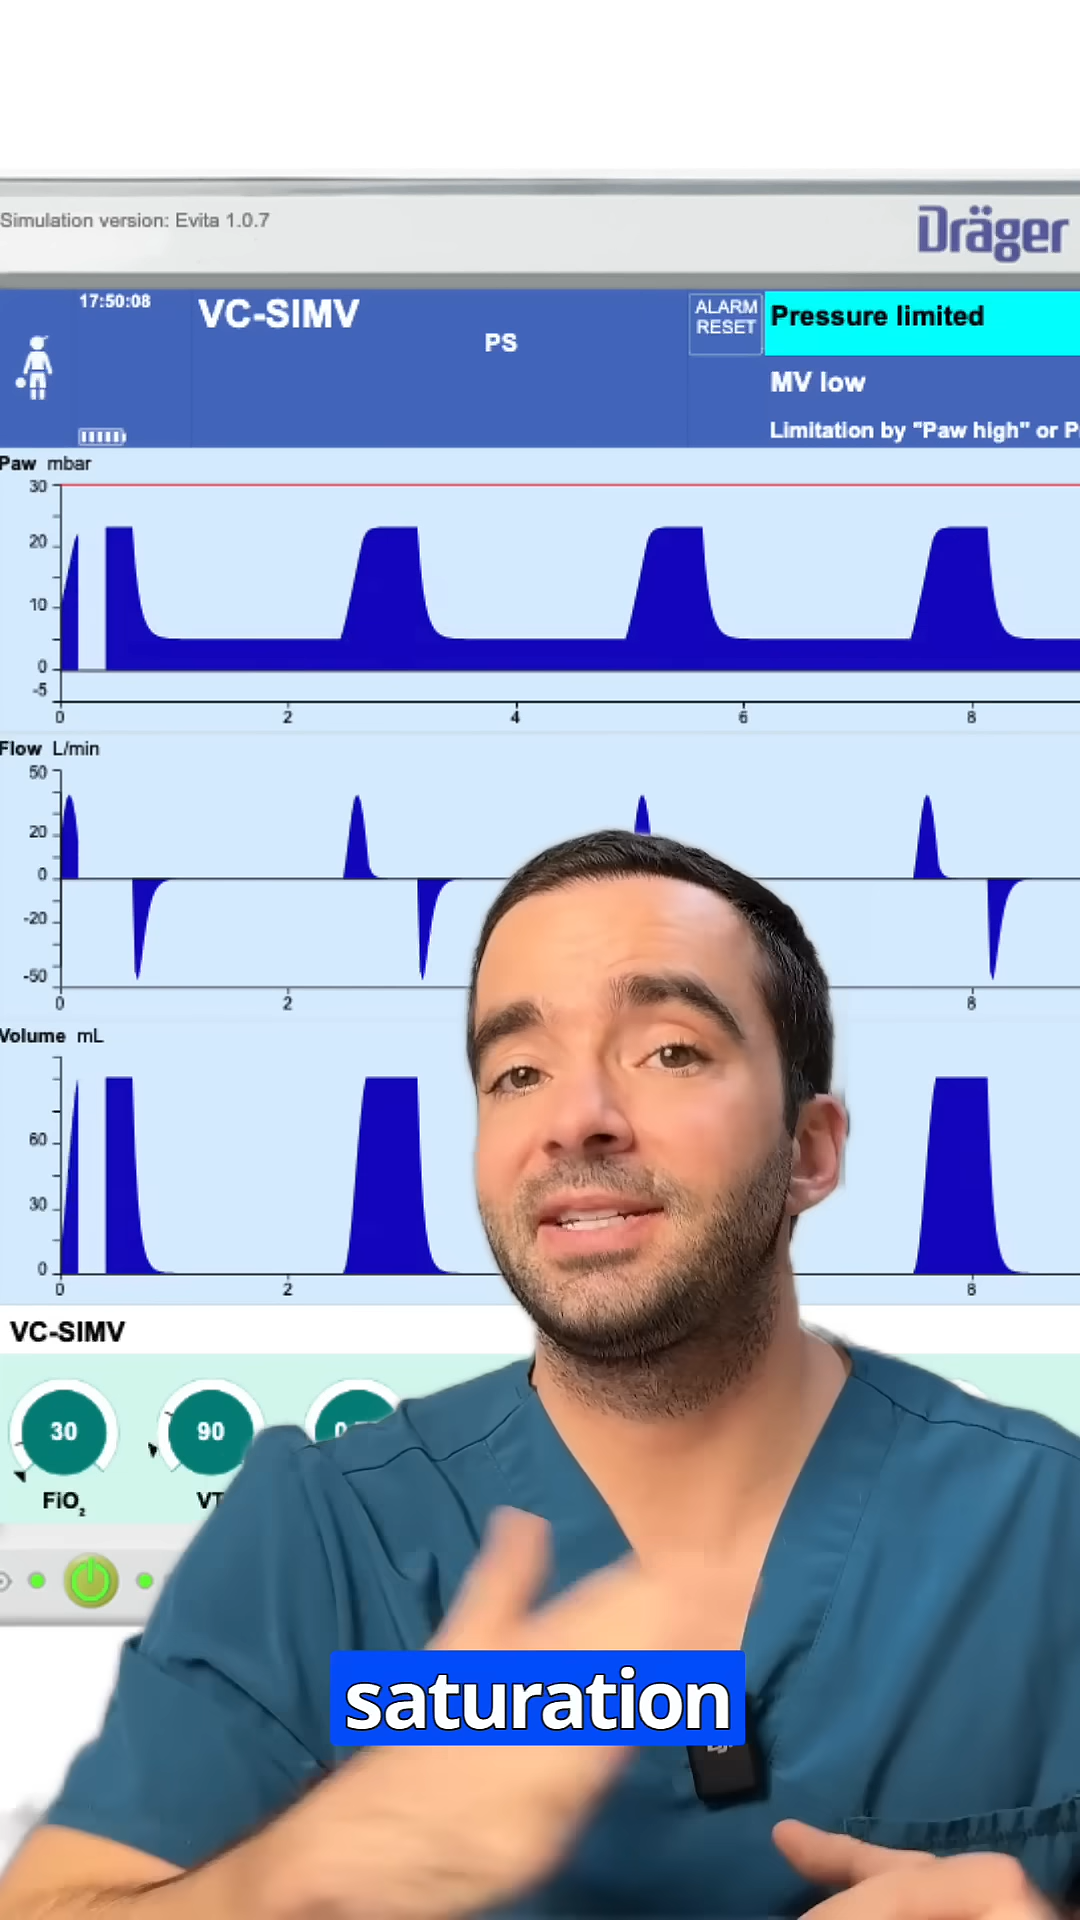 Simulation version: Evita 1.0.7
Dräger
17:50:08
VC-SIMV
PS
ALARM
RESET
Pressure limited
MV low
Limitation by "Paw high" or P
Paw mbar
30
20
10
0
-5
0 2 4 6 8
Flow L/min
50
20
0
-20
-50
0 2 8
Volume mL
60
30
0
0 2 8
VC-SIMV
30
90
0
FiO₂
VT
saturation